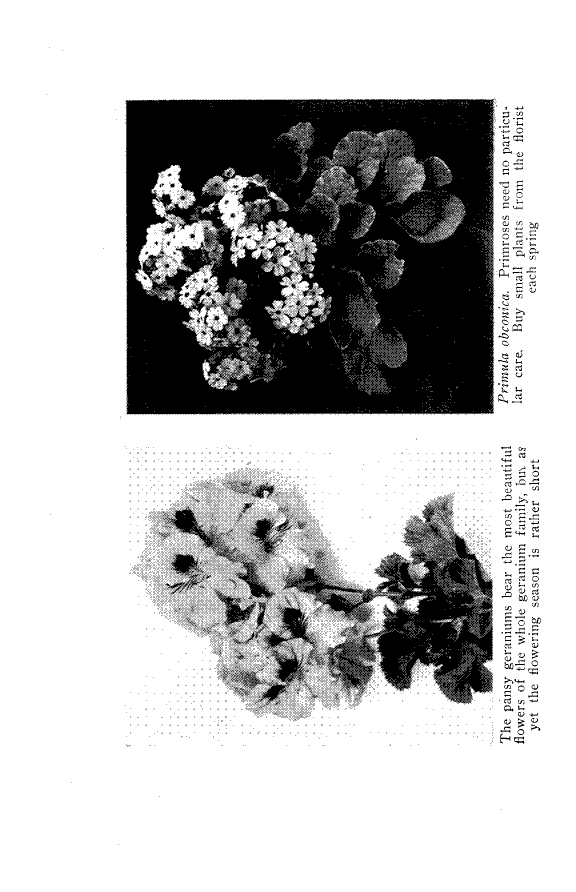 The pansy geraniums bear the most beautiful
flowers of the whole geranium family, but as
yet the flowering season is rather short
Primula obconica. Primroses need no particu-
lar care. Buy small plants from the florist
each spring